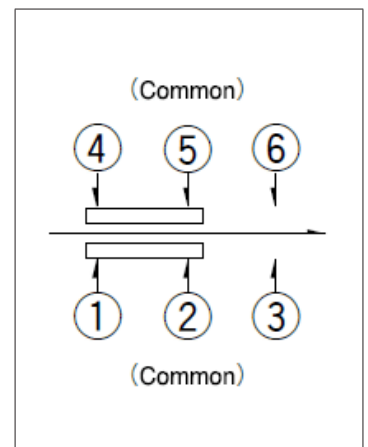 (Common)
④ ⑤ ⑥
① ② ③
(Common)